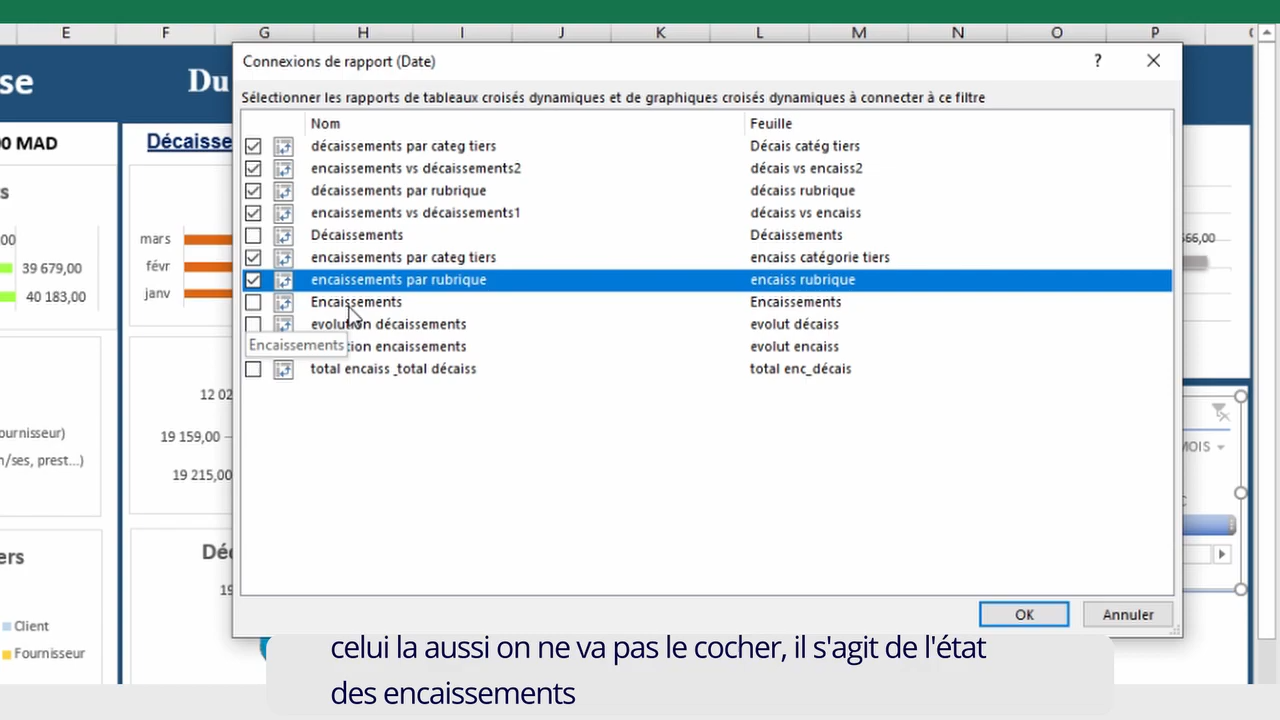 E F G H I J K L M N O P
se
Du
00 MAD
Décaisse
s
00
39 679,00
40 183,00
mars
févr
janv
12 02
ournisseur)
19 159,00
n/ses, prest...)
19 215,00
ers
Déc
19
Client
Fournisseur
Connexions de rapport (Date)
?
Sélectionner les rapports de tableaux croisés dynamiques et de graphiques croisés dynamiques à connecter à ce filtre
Nom Feuille
décaissements par categ tiers Décais catég tiers
encaissements vs décaissements2 décais vs encaiss2
décaissements par rubrique décaiss rubrique
encaissements vs décaissements1 décaiss vs encaiss
Décaissements Décaissements
encaissements par categ tiers encaiss catégorie tiers
encaissements par rubrique encaiss rubrique
Encaissements Encaissements
evolution décaissements evolut décaiss
tion encaissements evolut encaiss
Encaissements
total encaiss _total décaiss total enc_décais
OK Annuler
66,00
MOIS
celui la aussi on ne va pas le cocher, il s'agit de l'état
des encaissements